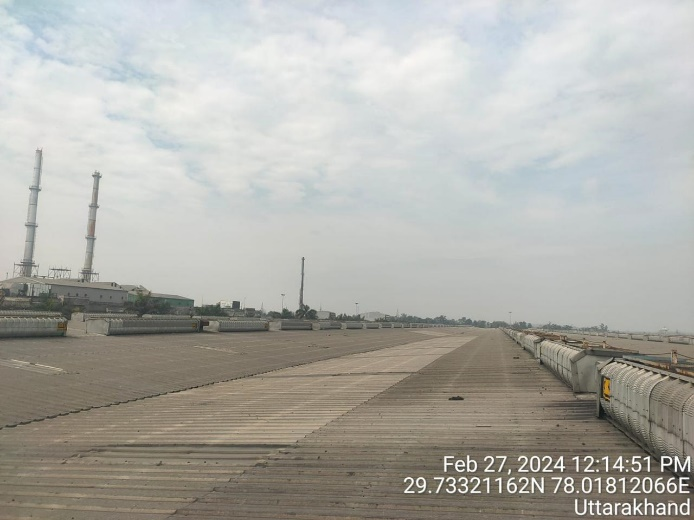 Feb 27, 2024 12:14:51 PM
29.73321162N 78.01812066E
Uttarakhand